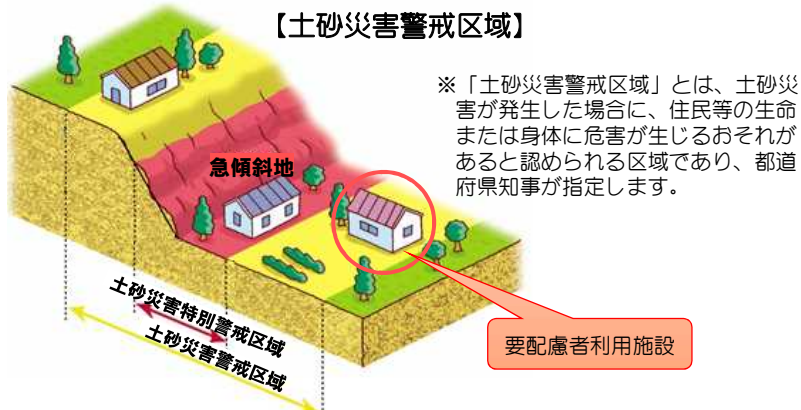 【土砂災害警戒区域】
※「土砂災害警戒区域」とは、土砂災
害が発生した場合に、住民等の生命
または身体に危害が生じるおそれが
あると認められる区域であり、都道
府県知事が指定します。
急傾斜地
土砂災害特別警戒区域
土砂災害警戒区域
要配慮者利用施設